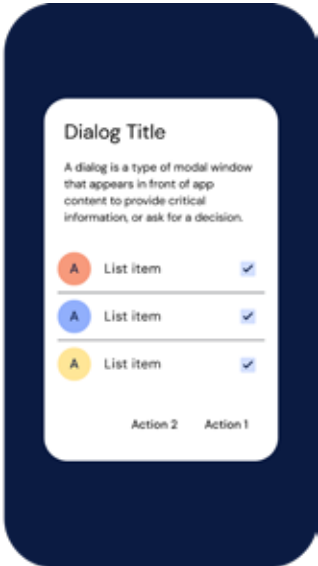 Dialog Title
A dialog is a type of modal window
that appears in front of app
content to provide critical
information, or ask for a decision.
A List item
A List item
A List item
Action 2 Action 1